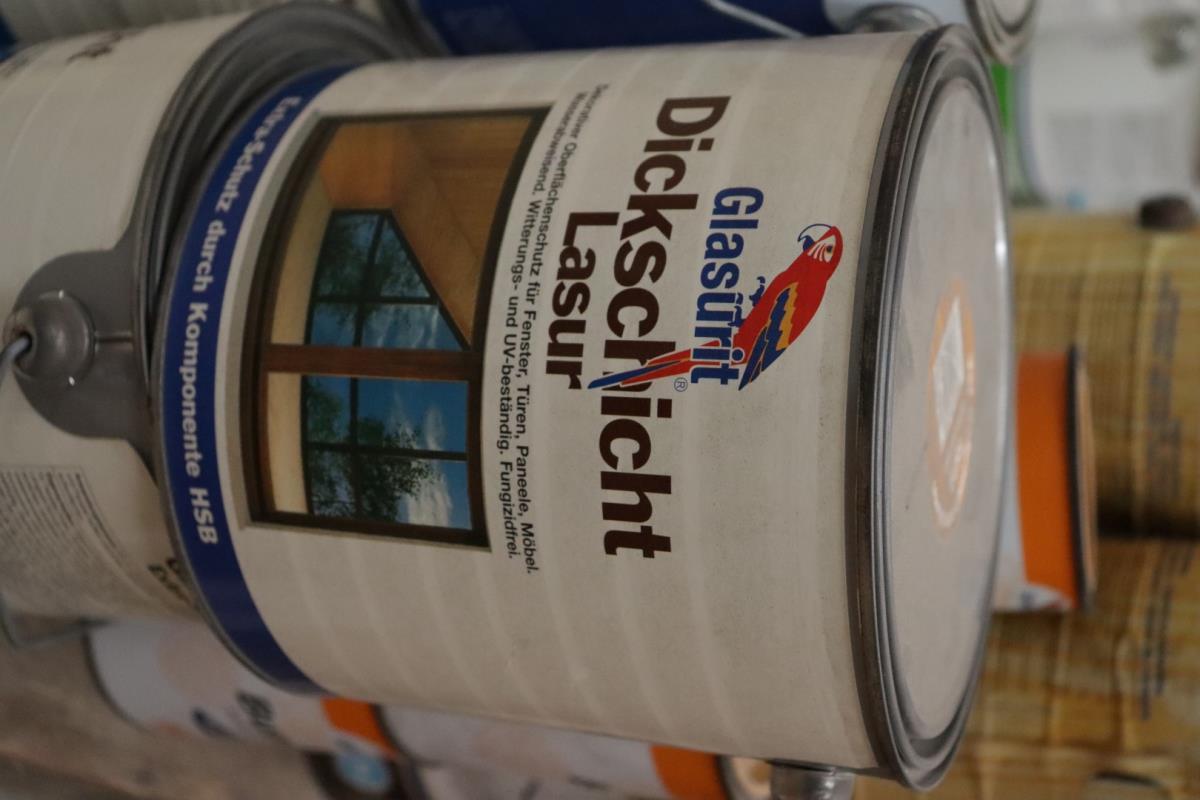 Glasurit®
Dickschicht
Lasur
Dekorativer Oberflächenschutz für Fenster, Türen, Paneele, Möbel.
Wasserabweisend. Witterungs- und UV-beständig. Fungizidfrei.
Extra-Schutz durch Komponente HSB